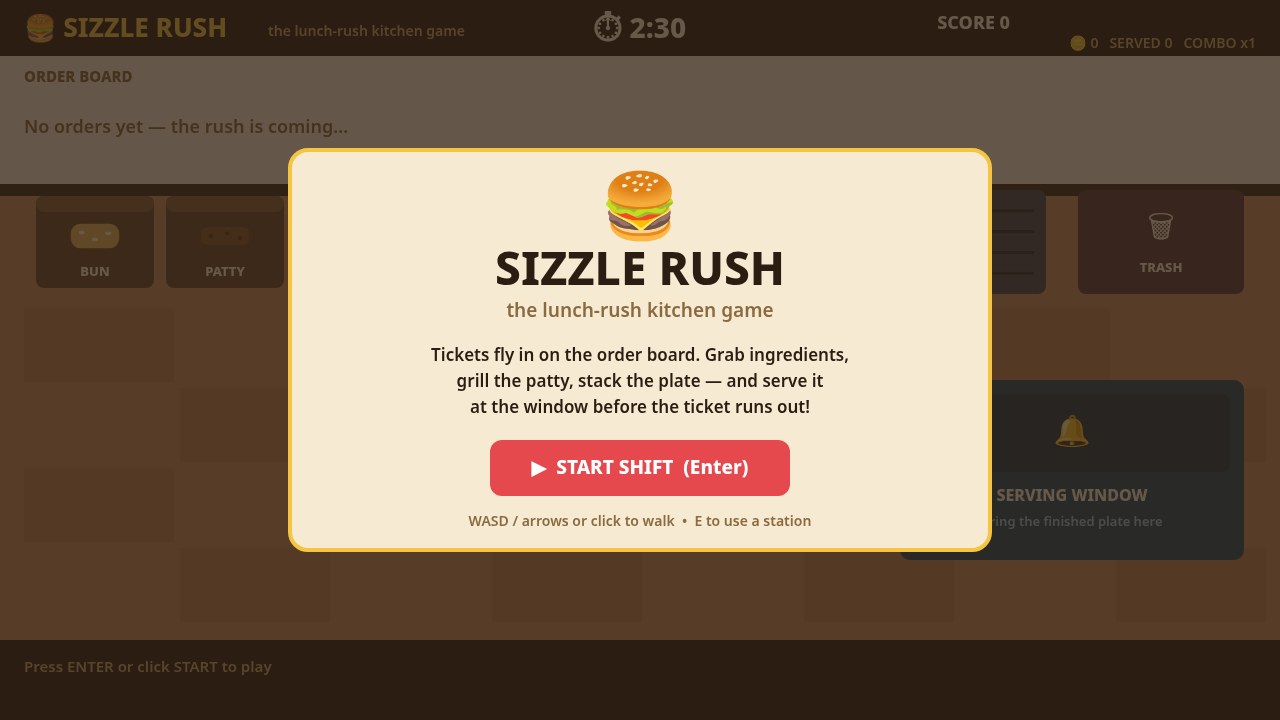 SIZZLE RUSH
the lunch-rush kitchen game
2:30
SCORE 0
0 SERVED 0 COMBO x1
ORDER BOARD
No orders yet — the rush is coming...
BUN
PATTY
TRASH
SIZZLE RUSH
the lunch-rush kitchen game
Tickets fly in on the order board. Grab ingredients,
grill the patty, stack the plate — and serve it
at the window before the ticket runs out!
▶ START SHIFT (Enter)
WASD / arrows or click to walk • E to use a station
SERVING WINDOW
the finished plate here
Press ENTER or click START to play